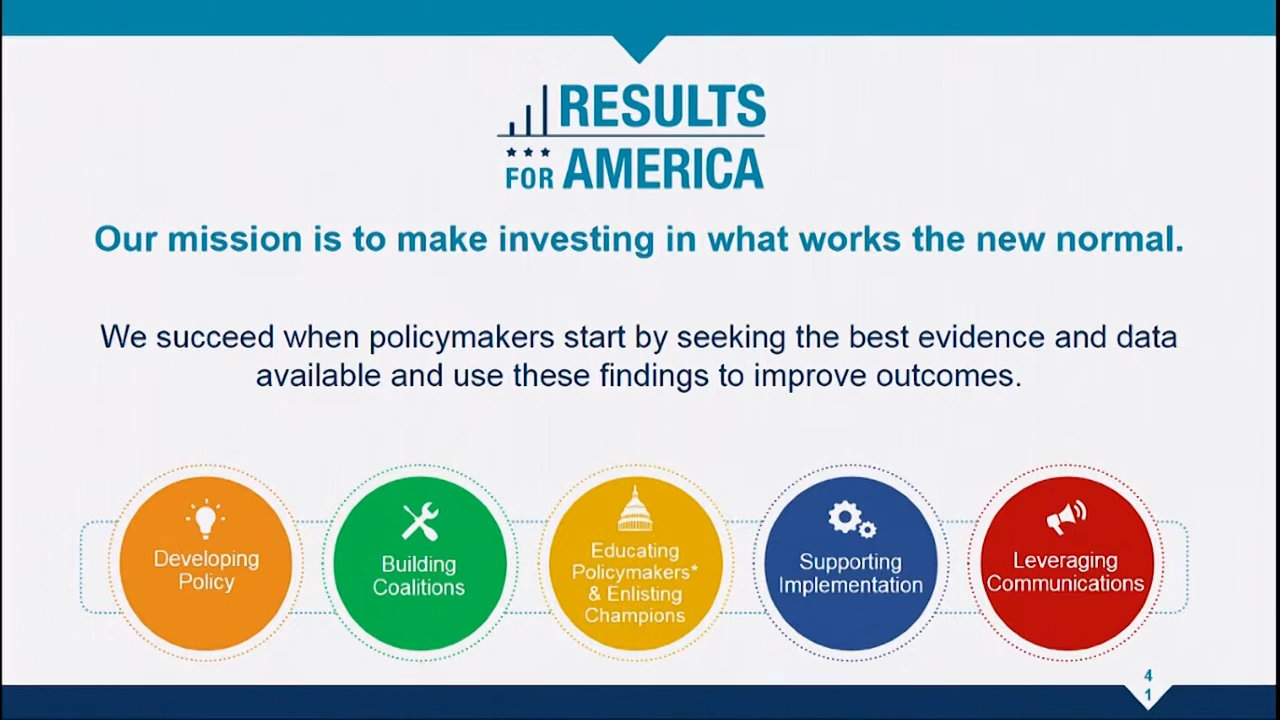 RESULTS
FOR AMERICA
Our mission is to make investing in what works the new normal.
We succeed when policymakers start by seeking the best evidence and data
available and use these findings to improve outcomes.
Developing
Policy
Building
Coalitions
Educating
Policymakers*
& Enlisting
Champions
Supporting
Implementation
Leveraging
Communications
4
1